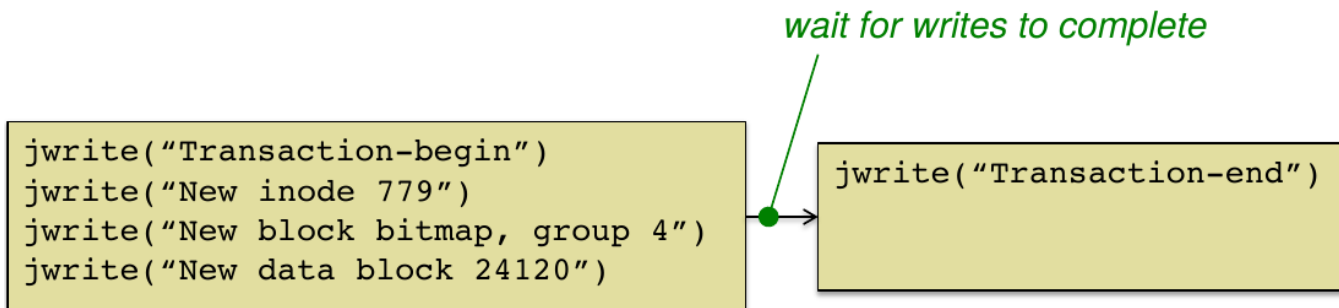 wait for writes to complete
jwrite(“Transaction-begin”)
jwrite(“New inode 779”)
jwrite(“New block bitmap, group 4”)
jwrite(“New data block 24120”)
jwrite(“Transaction-end”)